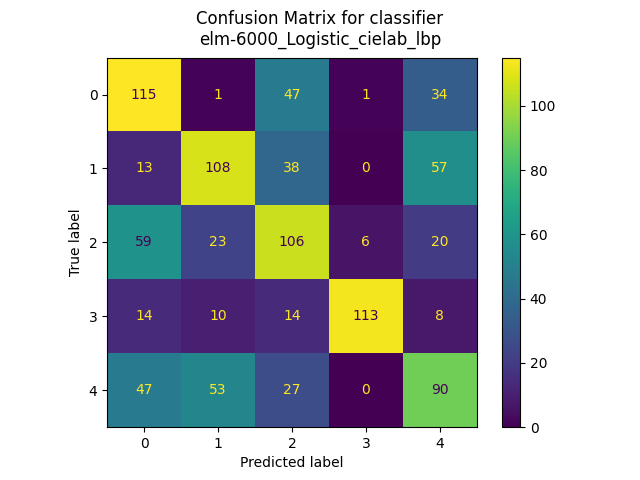 Confusion Matrix for classifier
elm-6000_Logistic_cielab_lbp
0 115 1 47 1 34
1 13 108 38 0 57
2 59 23 106 6 20
3 14 10 14 113 8
4 47 53 27 0 90
0 1 2 3 4
Predicted label
True label
100
80
60
40
20
0